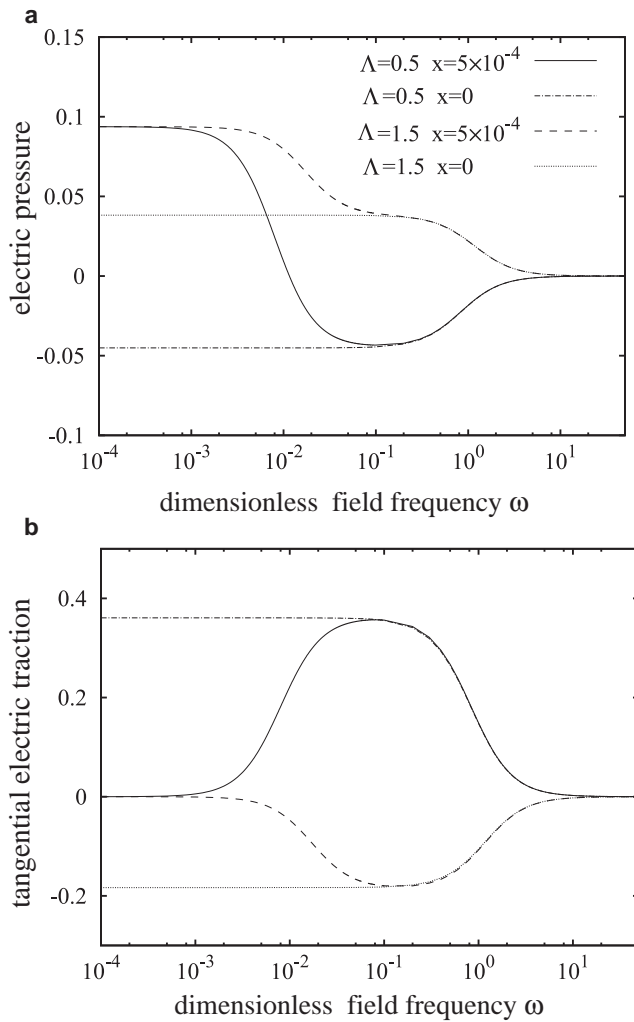 a
0.15
0.1
0.05
0
-0.05
-0.1
electric pressure
Λ=0.5 x=5×10⁻⁴
Λ=0.5 x=0
Λ=1.5 x=5×10⁻⁴
Λ=1.5 x=0
10⁻⁴ 10⁻³ 10⁻² 10⁻¹ 10⁰ 10¹
dimensionless field frequency ω
b
0.4
0.2
0
-0.2
tangential electric traction
10⁻⁴ 10⁻³ 10⁻² 10⁻¹ 10⁰ 10¹
dimensionless field frequency ω